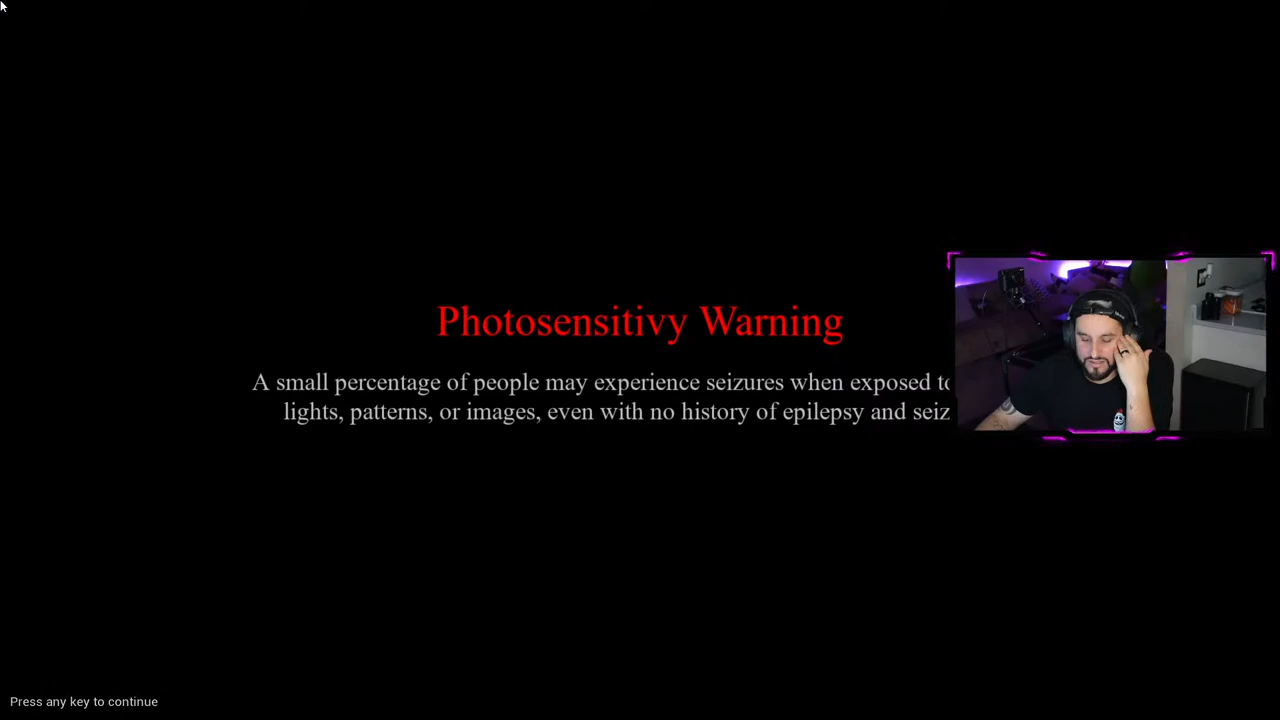 Photosensitivy Warning
A small percentage of people may experience seizures when exposed to
lights, patterns, or images, even with no history of epilepsy and
Press any key to continue